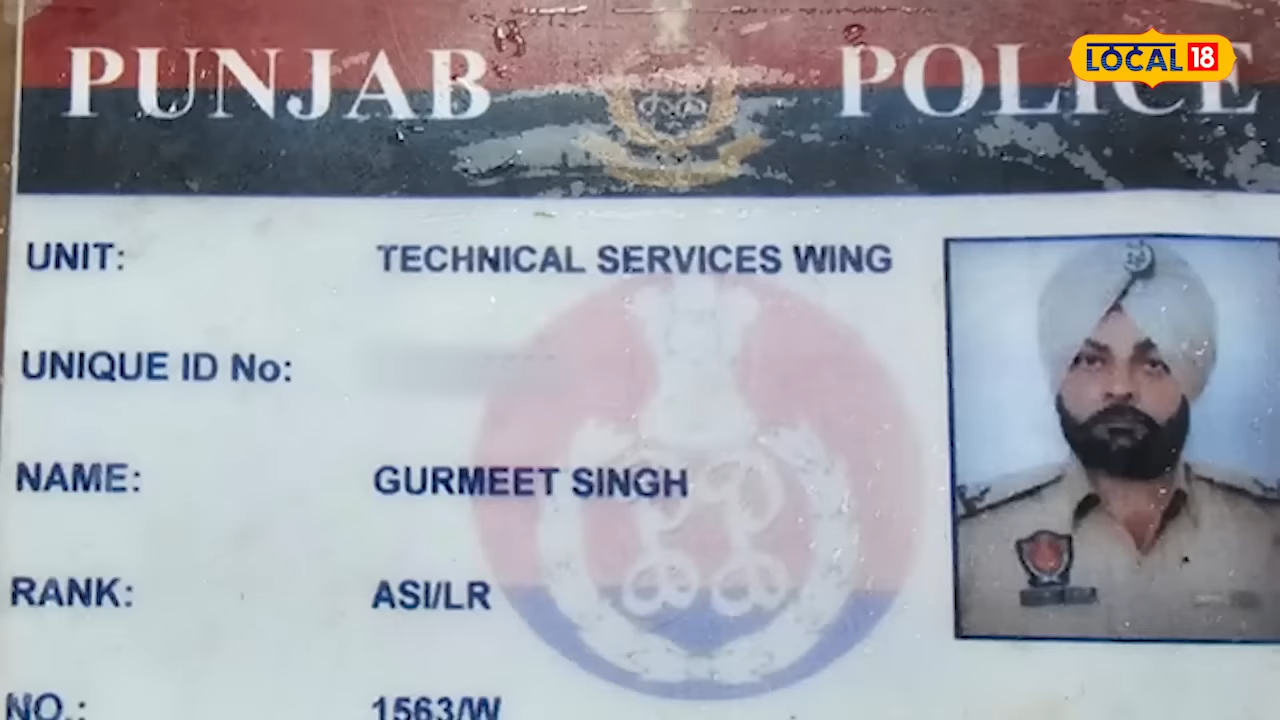 PUNJAB POLICE
LOCAL 18
UNIT: TECHNICAL SERVICES WING
UNIQUE ID No:
NAME: GURMEET SINGH
RANK: ASI/LR
NO.: 1563/W